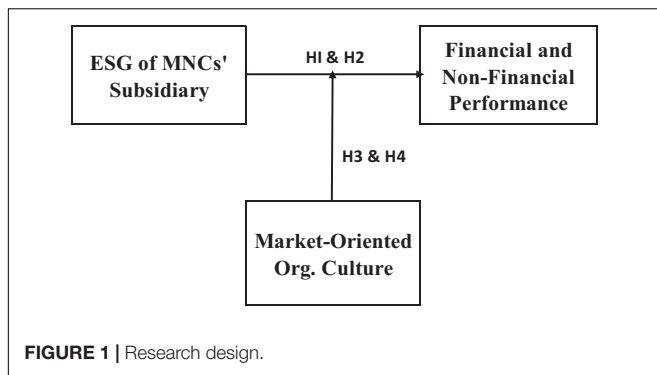 ESG of MNCs'
Subsidiary
HI & H2
Financial and
Non-Financial
Performance
H3 & H4
Market-Oriented
Org. Culture
FIGURE 1 | Research design.